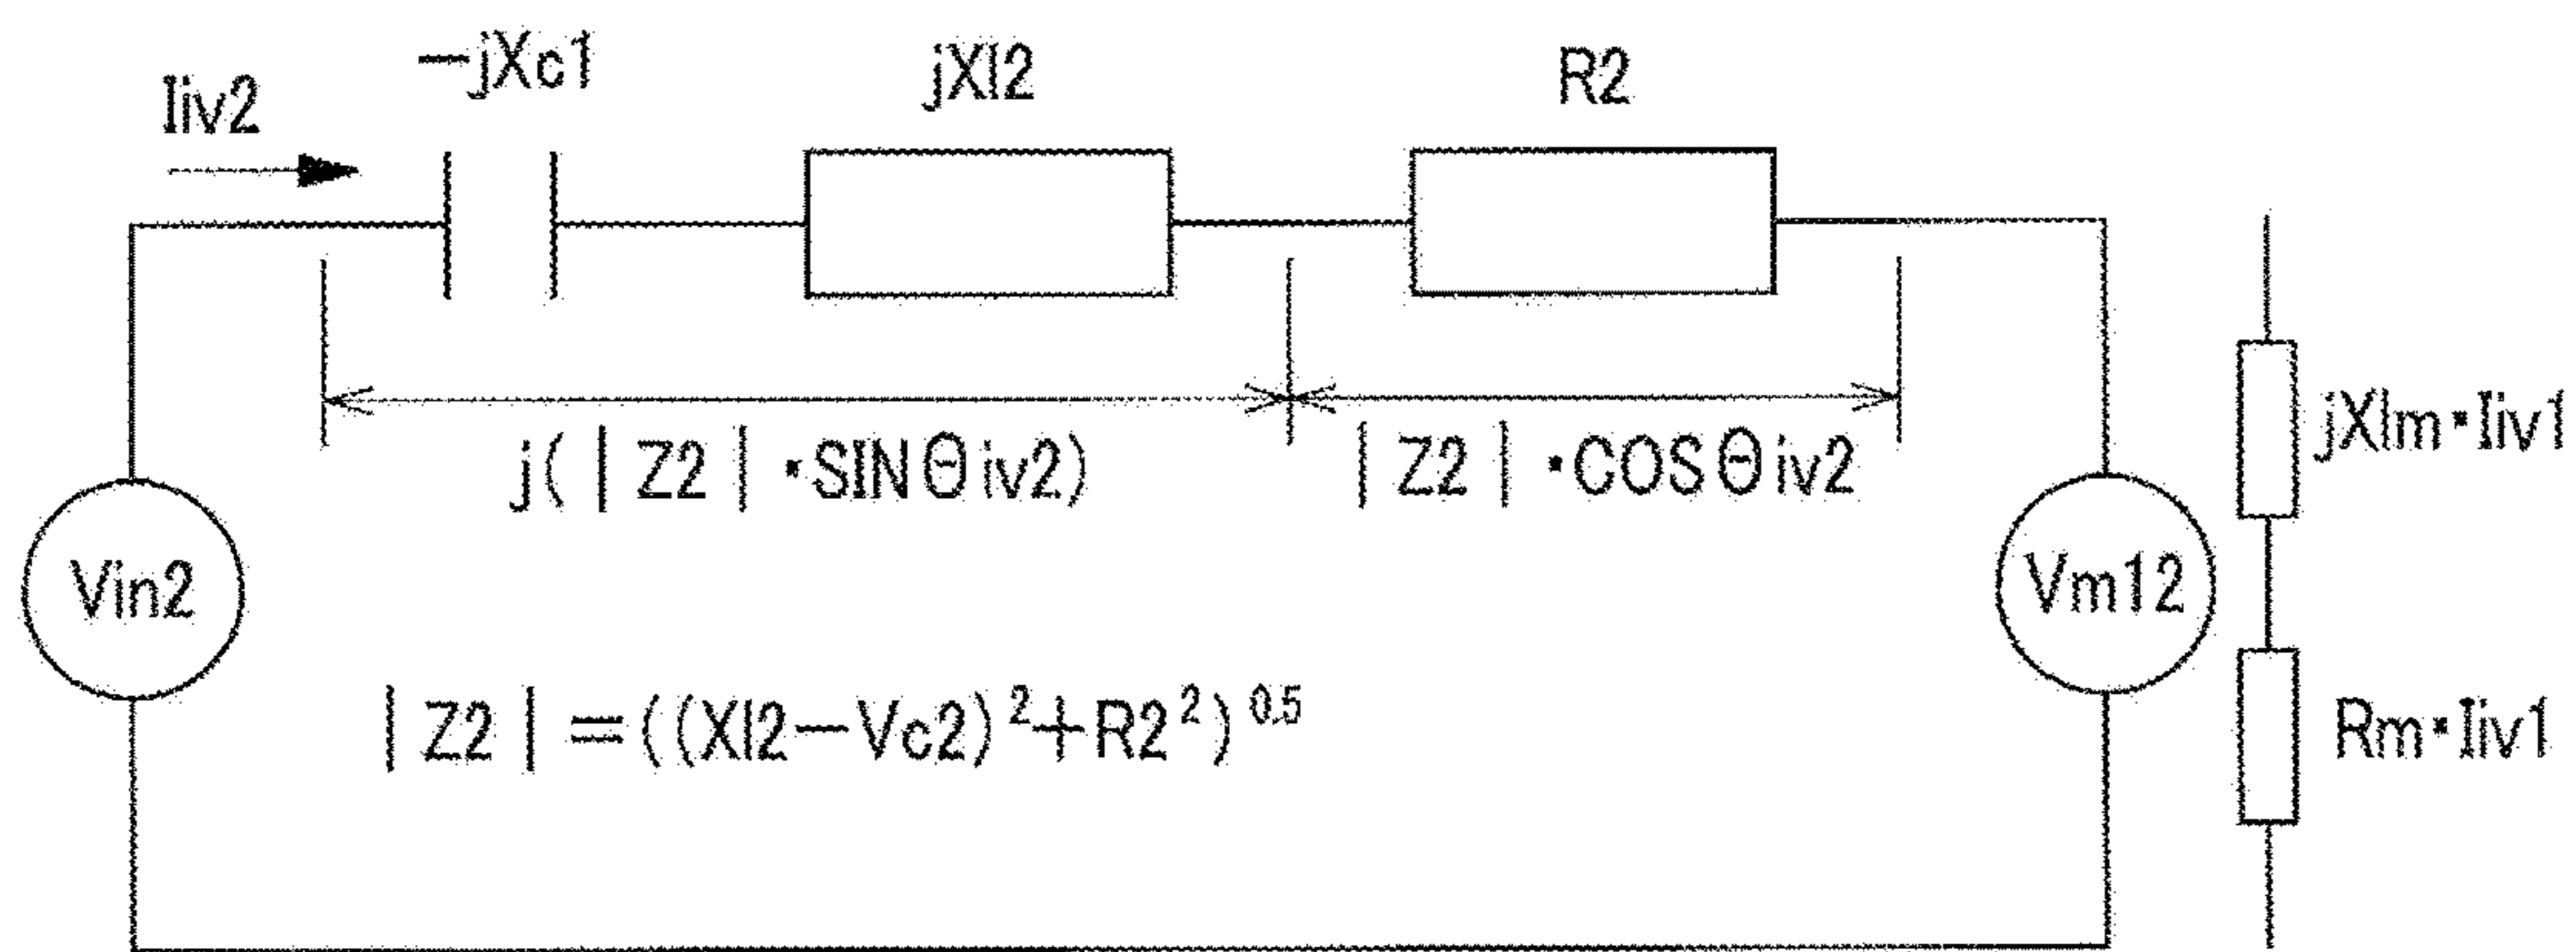 Iiv2
-jXc1
jXl2
R2
j(|Z2|・SINΘiv2)
|Z2|・COSΘiv2
jXlm・Iiv1
Vin2
Vm12
|Z2|=((Xl2-Vc2)²+R2²)⁰·⁵
Rm・Iiv1